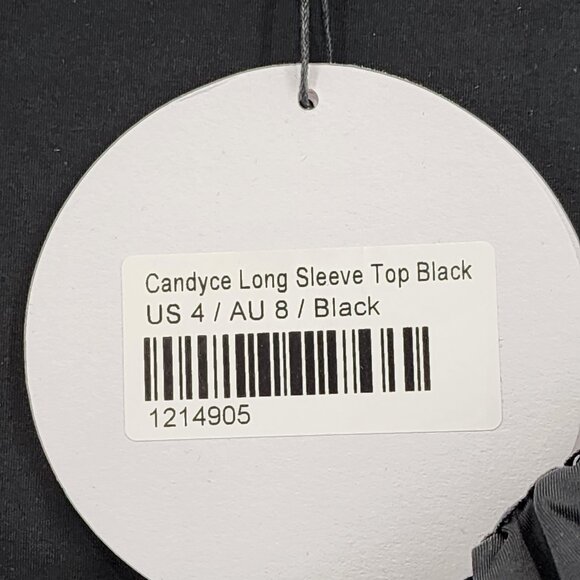 Candyce Long Sleeve Top Black
US 4 / AU 8 / Black
1214905